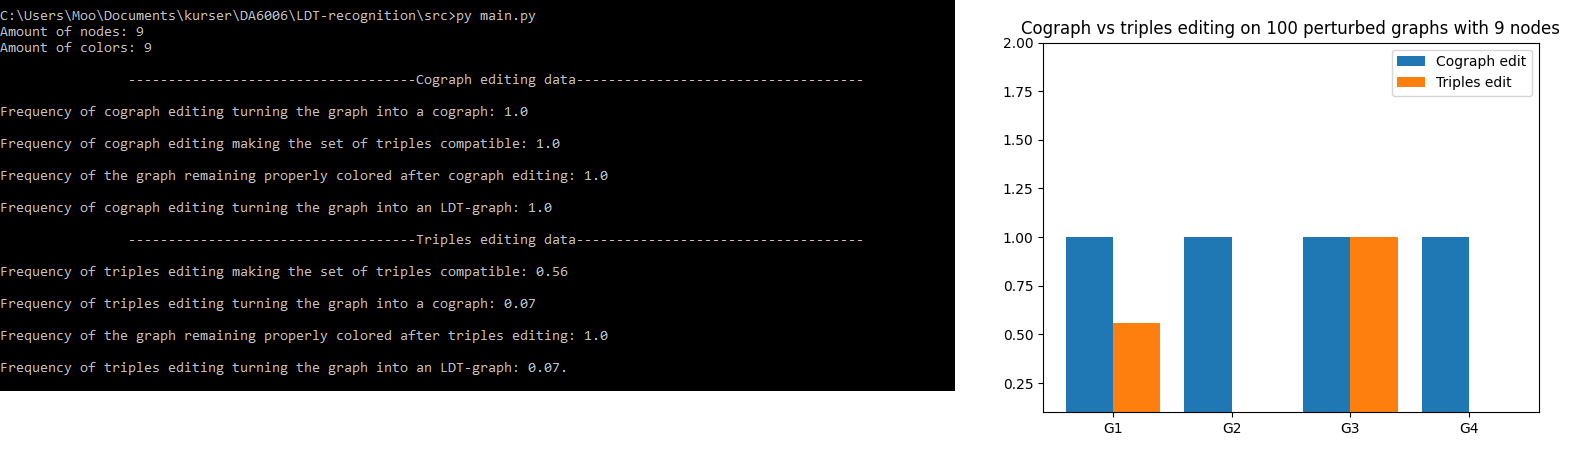 C:\Users\Moo\Documents\kurser\DA6006\LDT-recognition\src>py main.py
Amount of nodes: 9
Amount of colors: 9
------------------------------------Cograph editing data------------------------------------
Frequency of cograph editing turning the graph into a cograph: 1.0
Frequency of cograph editing making the set of triples compatible: 1.0
Frequency of the graph remaining properly colored after cograph editing: 1.0
Frequency of cograph editing turning the graph into an LDT-graph: 1.0
------------------------------------Triples editing data------------------------------------
Frequency of triples editing making the set of triples compatible: 0.56
Frequency of triples editing turning the graph into a cograph: 0.07
Frequency of the graph remaining properly colored after triples editing: 1.0
Frequency of triples editing turning the graph into an LDT-graph: 0.07.
Cograph vs triples editing on 100 perturbed graphs with 9 nodes
Cograph edit
Triples edit
2.00
1.75
1.50
1.25
1.00
0.75
0.50
0.25
G1 G2 G3 G4